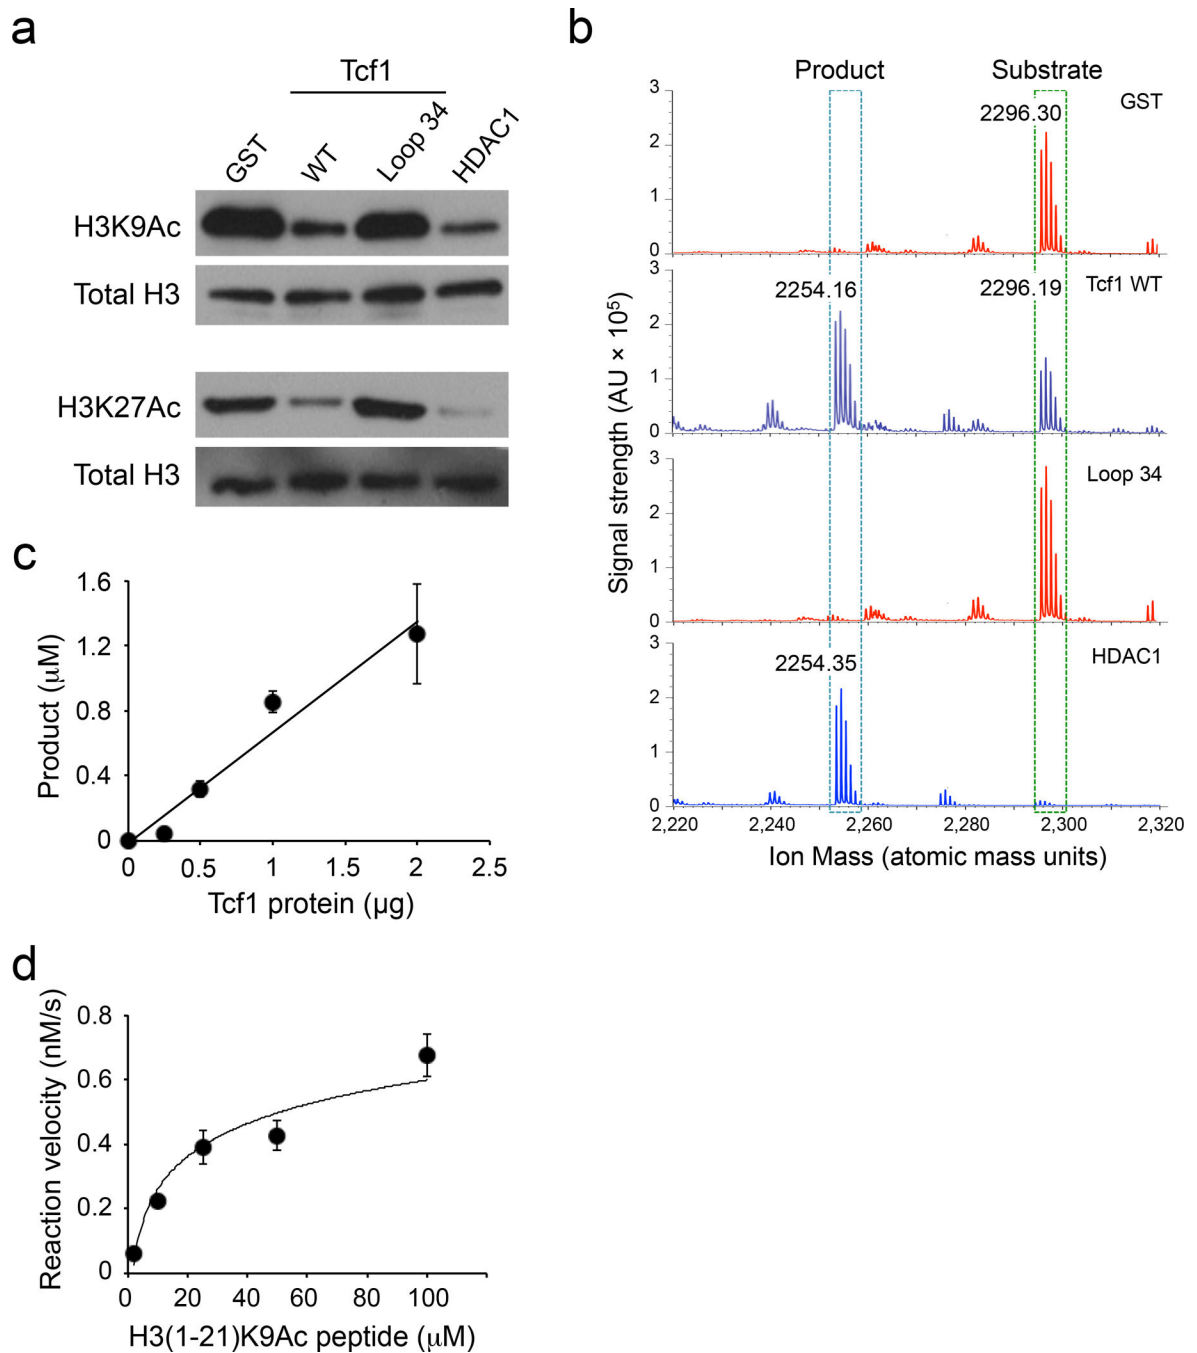 a
Tcf1
GST
WT
Loop 34
HDAC1
H3K9Ac
Total H3
H3K27Ac
Total H3
b
Product
Substrate
3
2
1
0
2296.30
GST
3
2
1
0
2254.16
2296.19
Tcf1 WT
3
2
1
0
Loop 34
3
2
1
0
2254.35
HDAC1
Signal strength (AU × 10⁵)
2,220 2,240 2,260 2,280 2,300 2,320
Ion Mass (atomic mass units)
c
Product (μM)
1.6
1.2
0.8
0.4
0
0 0.5 1 1.5 2 2.5
Tcf1 protein (μg)
d
Reaction velocity (nM/s)
0.8
0.6
0.4
0.2
0
0 20 40 60 80 100
H3(1-21)K9Ac peptide (μM)